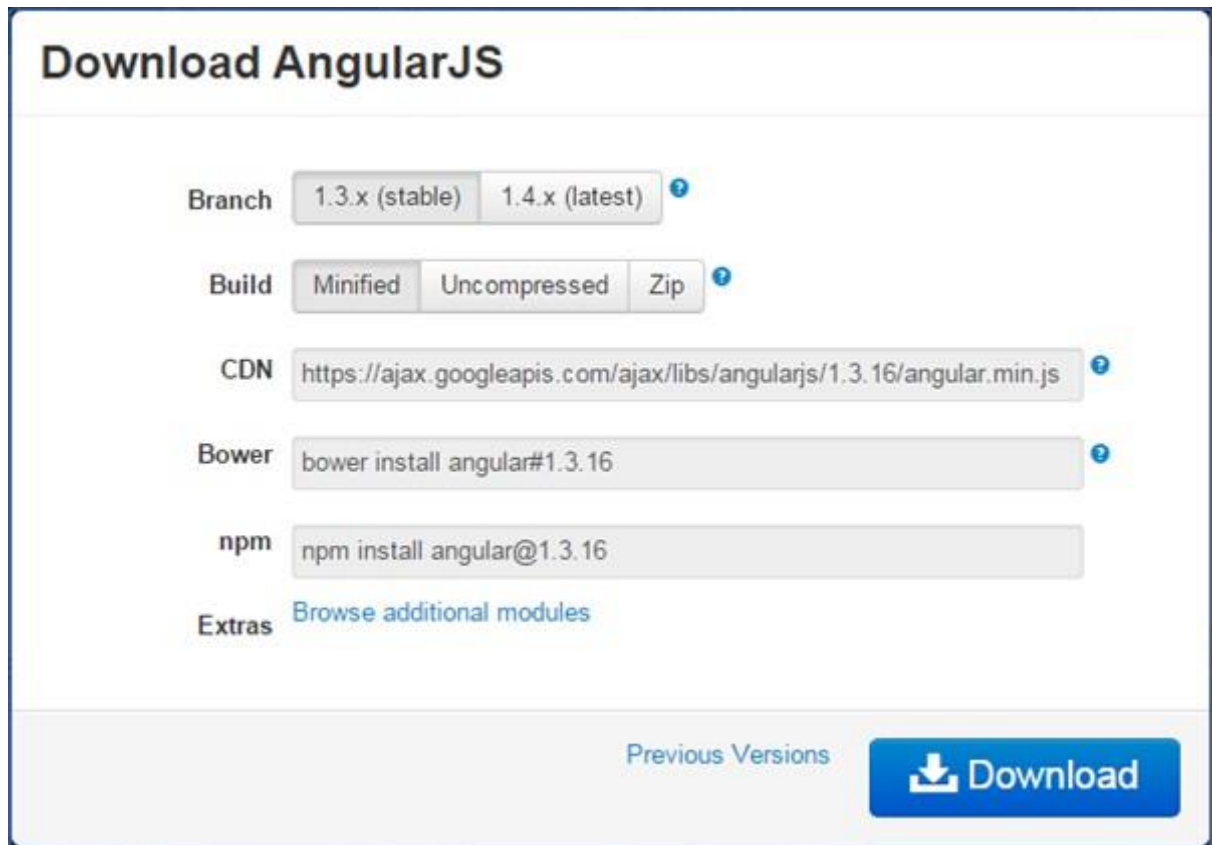 Download AngularJS
Branch 1.3.x (stable) 1.4.x (latest) ?
Build Minified Uncompressed Zip ?
CDN https://ajax.googleapis.com/ajax/libs/angularjs/1.3.16/angular.min.js ?
Bower bower install angular#1.3.16 ?
npm npm install angular@1.3.16
Extras Browse additional modules
Previous Versions Download